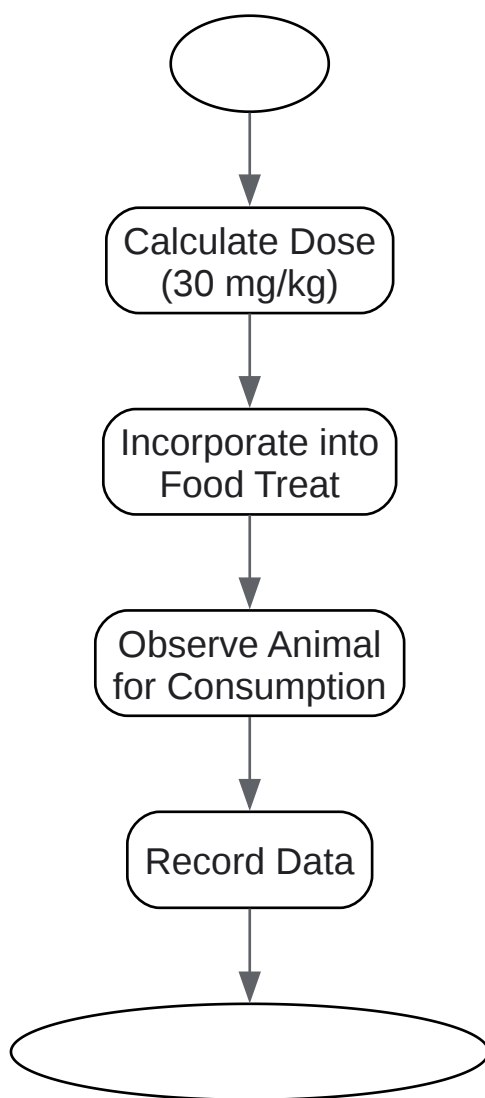 Calculate Dose
(30 mg/kg)
Incorporate into
Food Treat
Observe Animal
for Consumption
Record Data